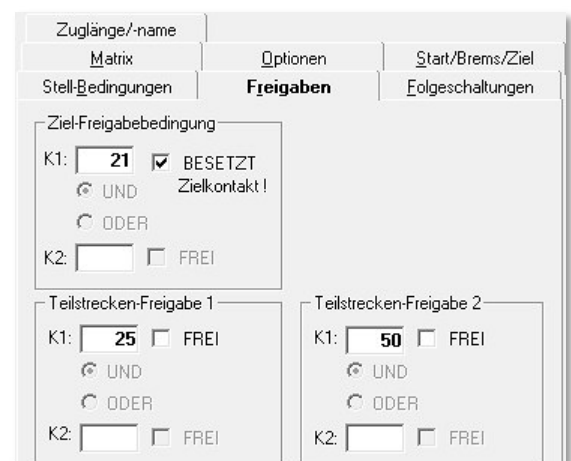 Zuglänge/-name
Matrix Optionen Start/Brems/Ziel
Stell-Bedingungen Freigaben Folgeschaltungen
Ziel-Freigabebedingung
K1: 21 BESETZT
UND Zielkontakt !
ODER
K2: FREI
Teilstrecken-Freigabe 1 Teilstrecken-Freigabe 2
K1: 25 FREI K1: 50 FREI
UND UND
ODER ODER
K2: FREI K2: FREI